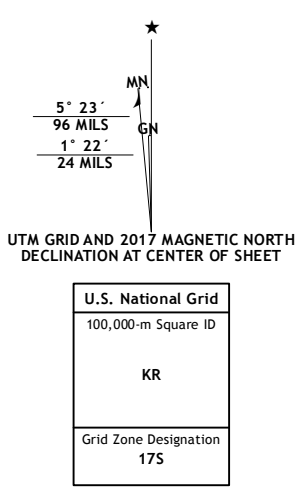 ★
MN
5° 23´
96 MILS
GN
1° 22´
24 MILS
UTM GRID AND 2017 MAGNETIC NORTH
DECLINATION AT CENTER OF SHEET
U.S. National Grid
100,000-m Square ID
KR
Grid Zone Designation
17S